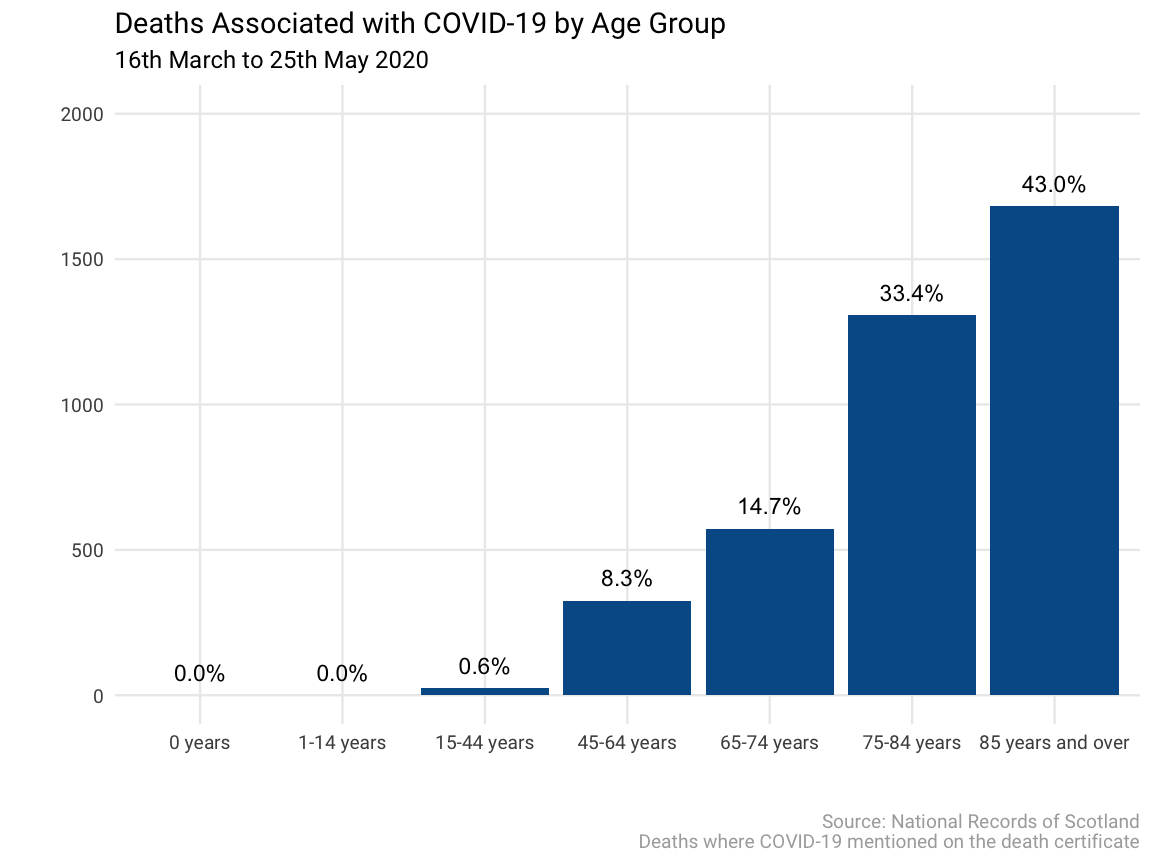 Deaths Associated with COVID-19 by Age Group
16th March to 25th May 2020
2000
1500
1000
500
0
0.0%
0.0%
0.6%
8.3%
14.7%
33.4%
43.0%
0 years
1-14 years
15-44 years
45-64 years
65-74 years
75-84 years
85 years and over
Source: National Records of Scotland
Deaths where COVID-19 mentioned on the death certificate